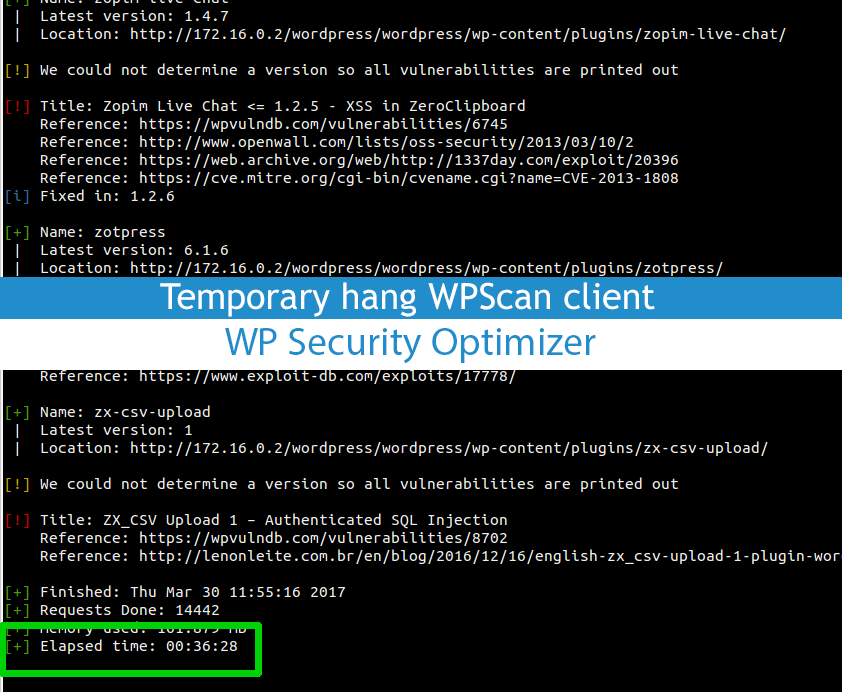 [+] Name: zopim-live-chat
| Latest version: 1.4.7
| Location: http://172.16.0.2/wordpress/wordpress/wp-content/plugins/zopim-live-chat/
[!] We could not determine a version so all vulnerabilities are printed out
[!] Title: Zopim Live Chat <= 1.2.5 - XSS in ZeroClipboard
Reference: https://wpvulndb.com/vulnerabilities/6745
Reference: http://www.openwall.com/lists/oss-security/2013/03/10/2
Reference: https://web.archive.org/web/http://1337day.com/exploit/20396
Reference: https://cve.mitre.org/cgi-bin/cvename.cgi?name=CVE-2013-1808
[i] Fixed in: 1.2.6
[+] Name: zotpress
| Latest version: 6.1.6
| Location: http://172.16.0.2/wordpress/wordpress/wp-content/plugins/zotpress/
Temporary hang WPScan client
WP Security Optimizer
Reference: https://www.exploit-db.com/exploits/17778/
[+] Name: zx-csv-upload
| Latest version: 1
| Location: http://172.16.0.2/wordpress/wordpress/wp-content/plugins/zx-csv-upload/
[!] We could not determine a version so all vulnerabilities are printed out
[!] Title: ZX_CSV Upload 1 – Authenticated SQL Injection
Reference: https://wpvulndb.com/vulnerabilities/8702
Reference: http://lenonleite.com.br/en/blog/2016/12/16/english-zx_csv-upload-1-plugin-wor
[+] Finished: Thu Mar 30 11:55:16 2017
[+] Requests Done: 14442
[+] Memory used: 101.879 MB
[+] Elapsed time: 00:36:28